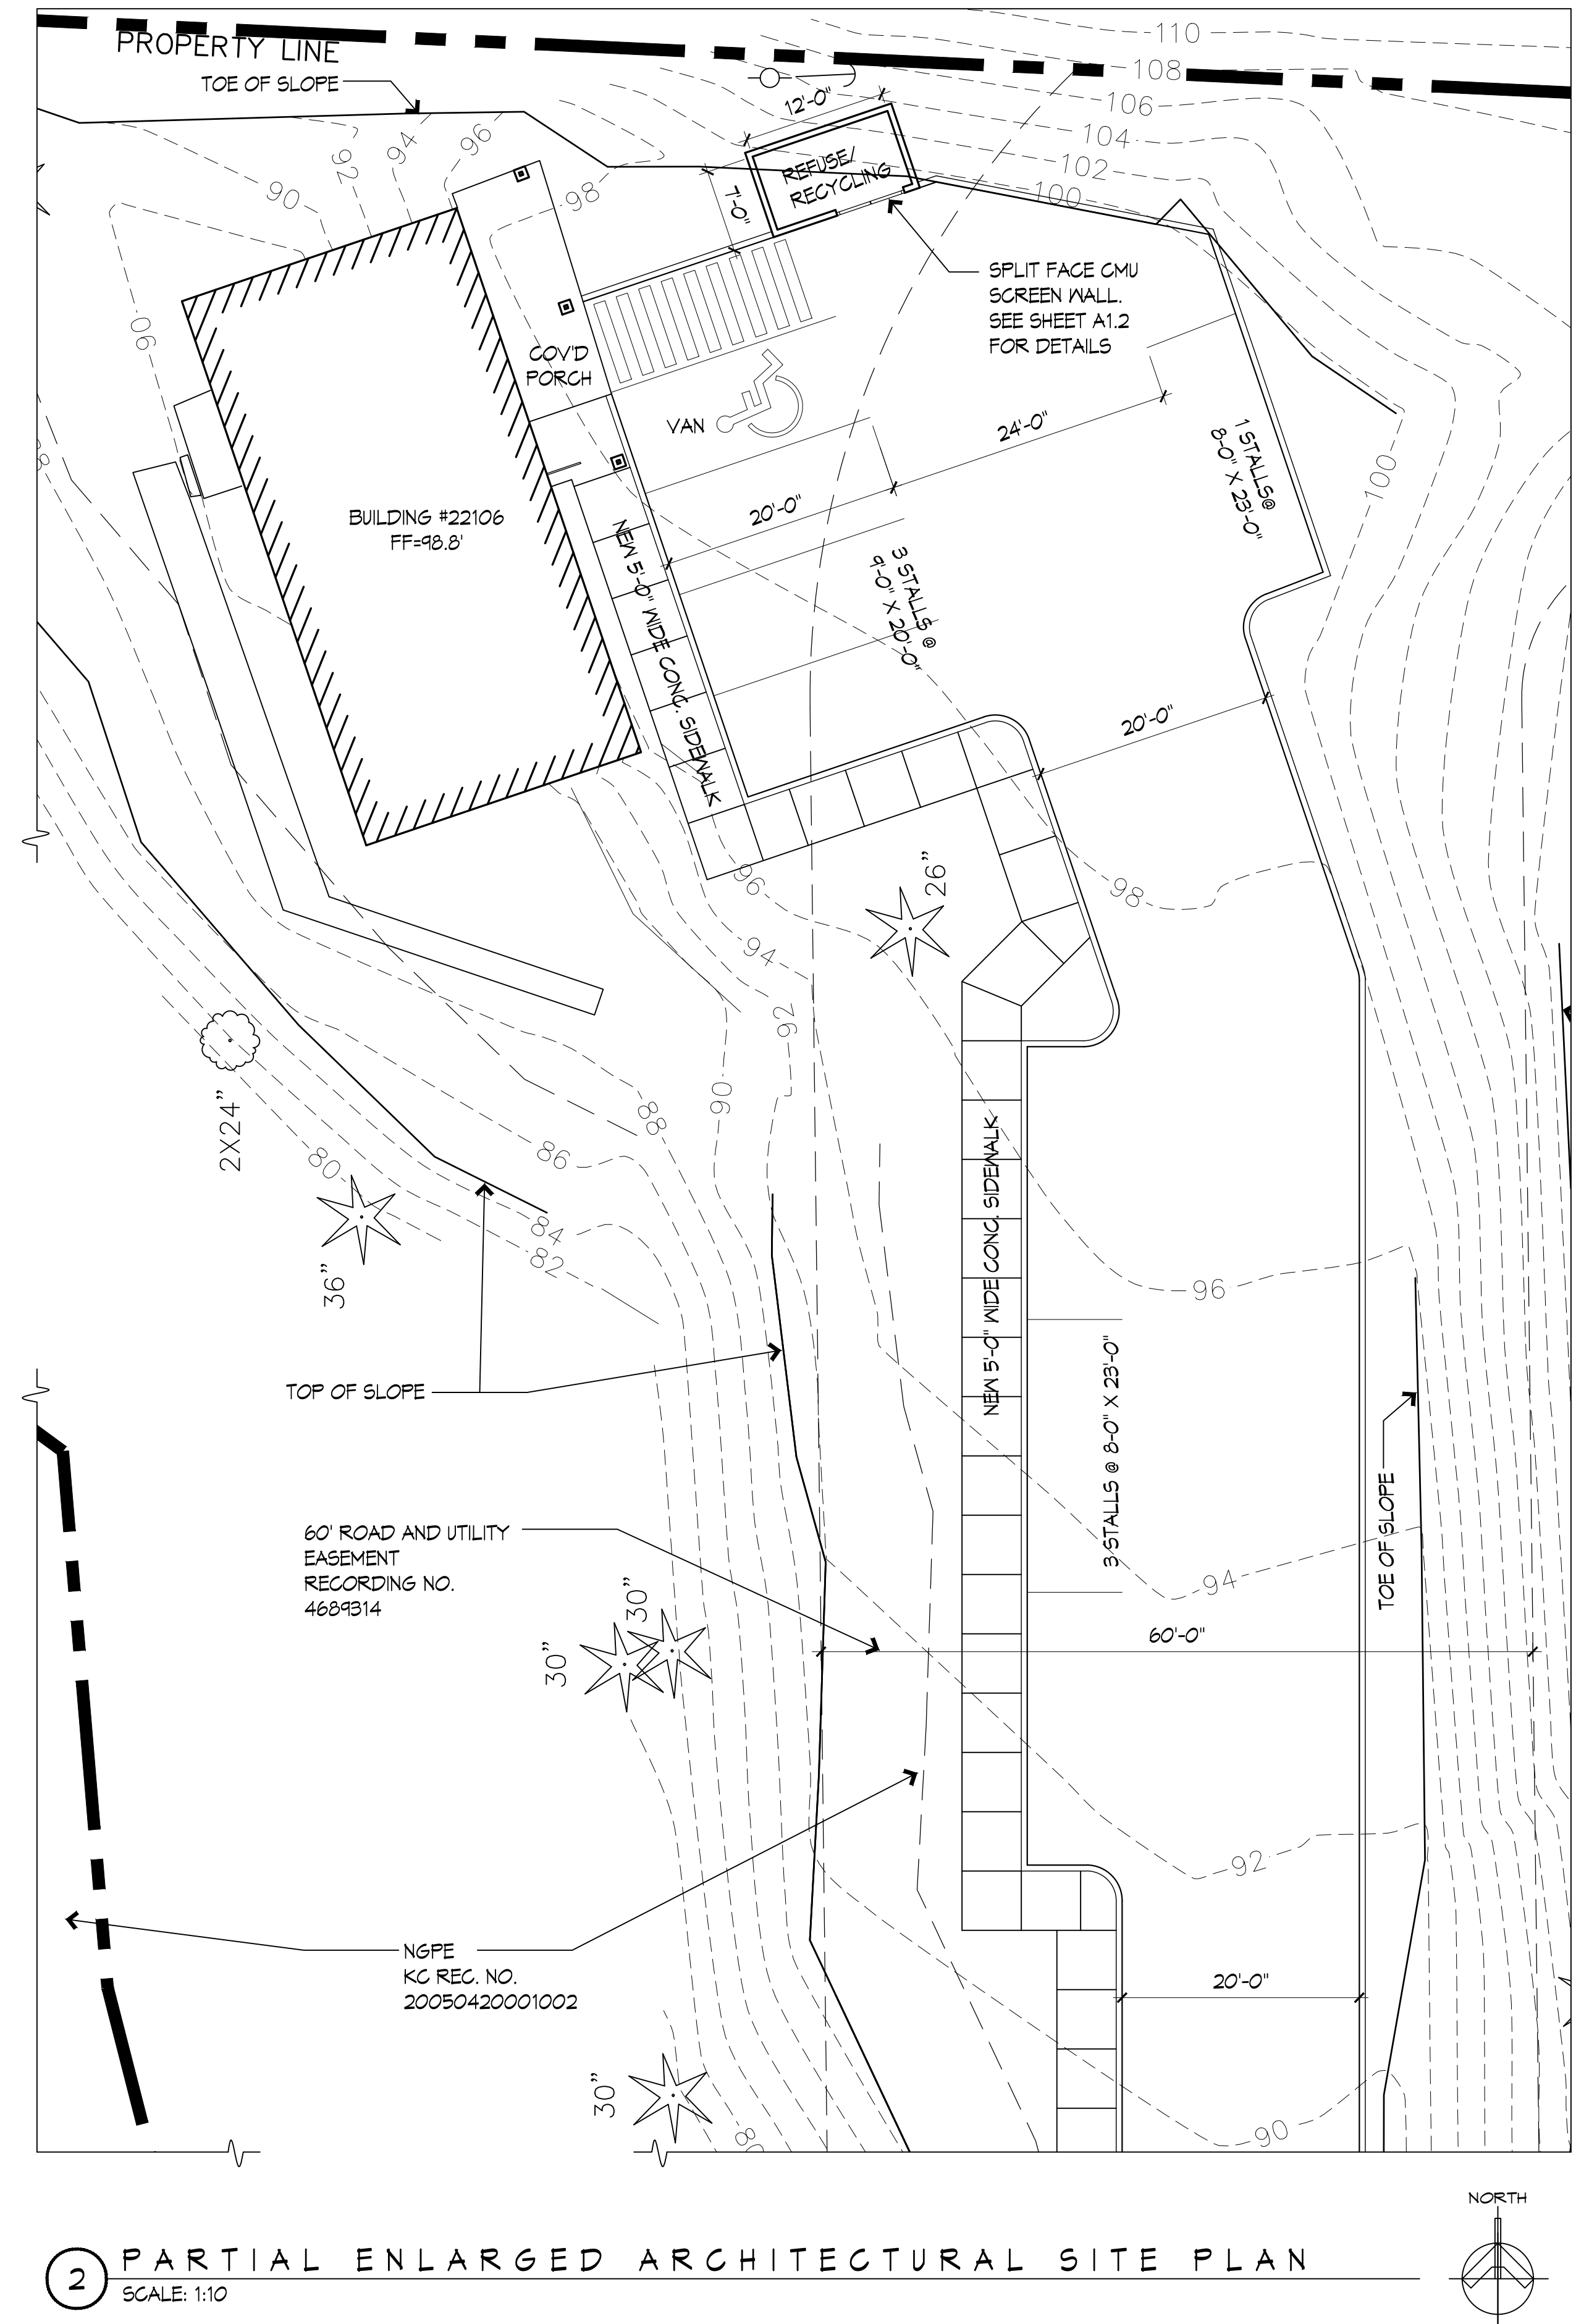 PROPERTY LINE
TOE OF SLOPE
110
108
106
104
102
100
12'-0"
REFUSE/
RECYCLING
7'-0"
90
92
94
96
98
90
SPLIT FACE CMU
SCREEN WALL.
SEE SHEET A1.2
FOR DETAILS
COV'D
PORCH
VAN
24'-0"
20'-0"
1 STALLS@
8-0" X 23'-0"
100
BUILDING #22106
FF=98.8'
NEW 5'-0" WIDE CONC. SIDEWALK
3 STALLS @
9'-0" X 20'-0"
20'-0"
96
26"
98
94
92
90
88
86
84
82
80
2X24"
36"
NEW 5'-0" WIDE CONC. SIDEWALK
96
3 STALLS @ 8-0" X 23'-0"
TOP OF SLOPE
TOE OF SLOPE
94
60' ROAD AND UTILITY
EASEMENT
RECORDING NO.
4689314
30"
30"
60'-0"
92
NGPE
KC REC. NO.
20050420001002
20'-0"
30"
90
NORTH
2
PARTIAL ENLARGED ARCHITECTURAL SITE PLAN
SCALE: 1:10